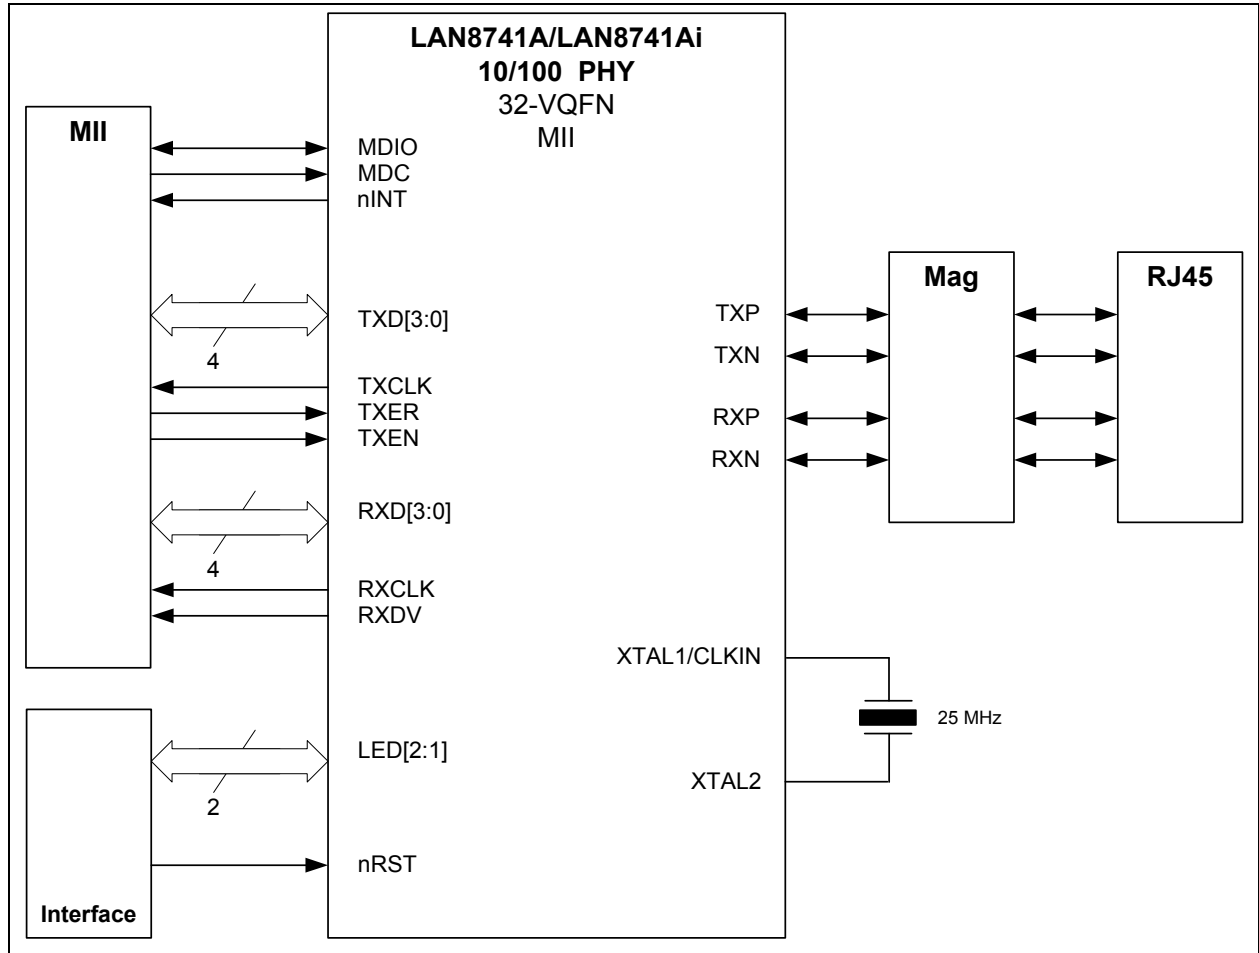 LAN8741A/LAN8741Ai
10/100 PHY
32-VQFN
MII
MII
MDIO
MDC
nINT
TXD[3:0]
4
TXCLK
TXER
TXEN
RXD[3:0]
4
RXCLK
RXDV
TXP
TXN
RXP
RXN
Mag
RJ45
XTAL1/CLKIN
25 MHz
XTAL2
LED[2:1]
2
nRST
Interface